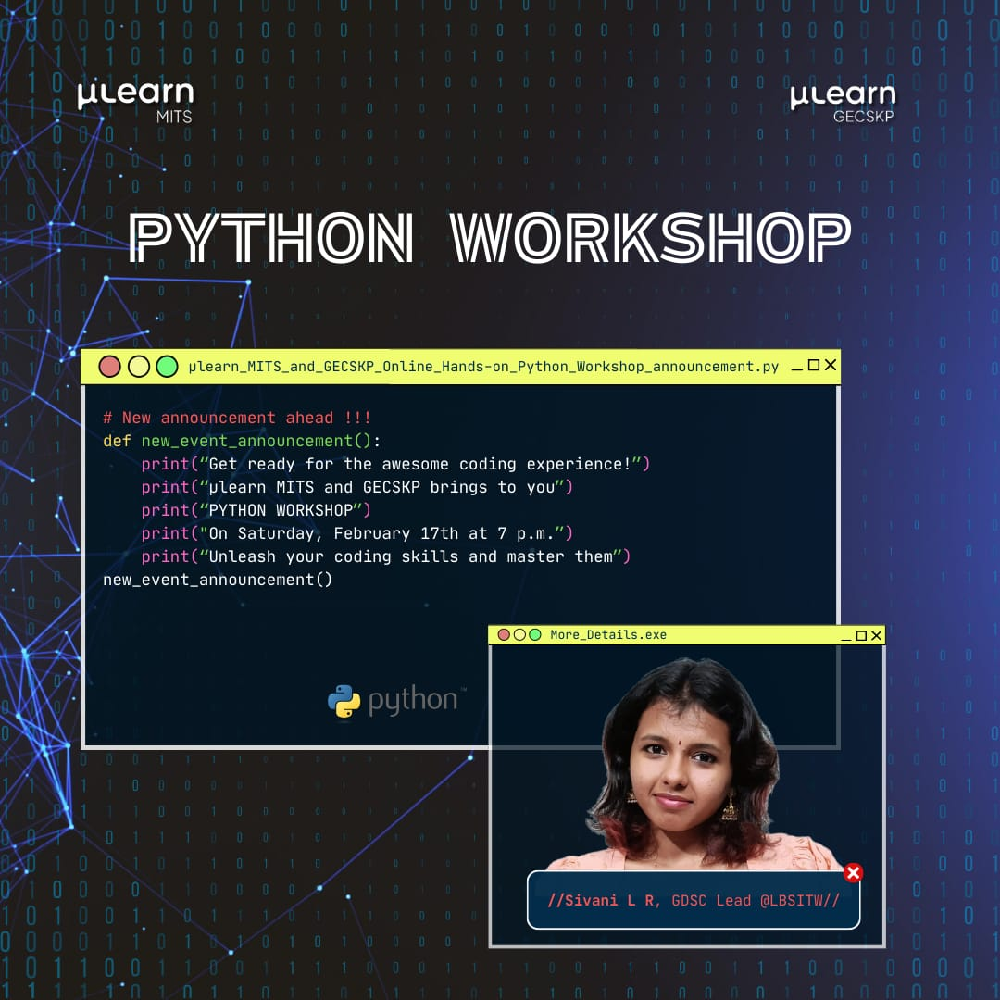 µLearn
MITS
µLearn
GECSKP
PYTHON WORKSHOP
µlearn_MITS_and_GECSKP_Online_Hands-on_Python_Workshop_announcement.py
# New announcement ahead !!!
def new_event_announcement():
print(“Get ready for the awesome coding experience!”)
print(“µlearn MITS and GECSKP brings to you”)
print(“PYTHON WORKSHOP”)
print("On Saturday, February 17th at 7 p.m.”)
print(“Unleash your coding skills and master them”)
new_event_announcement()
python™
More_Details.exe
//Sivani L R, GDSC Lead @LBSITW//